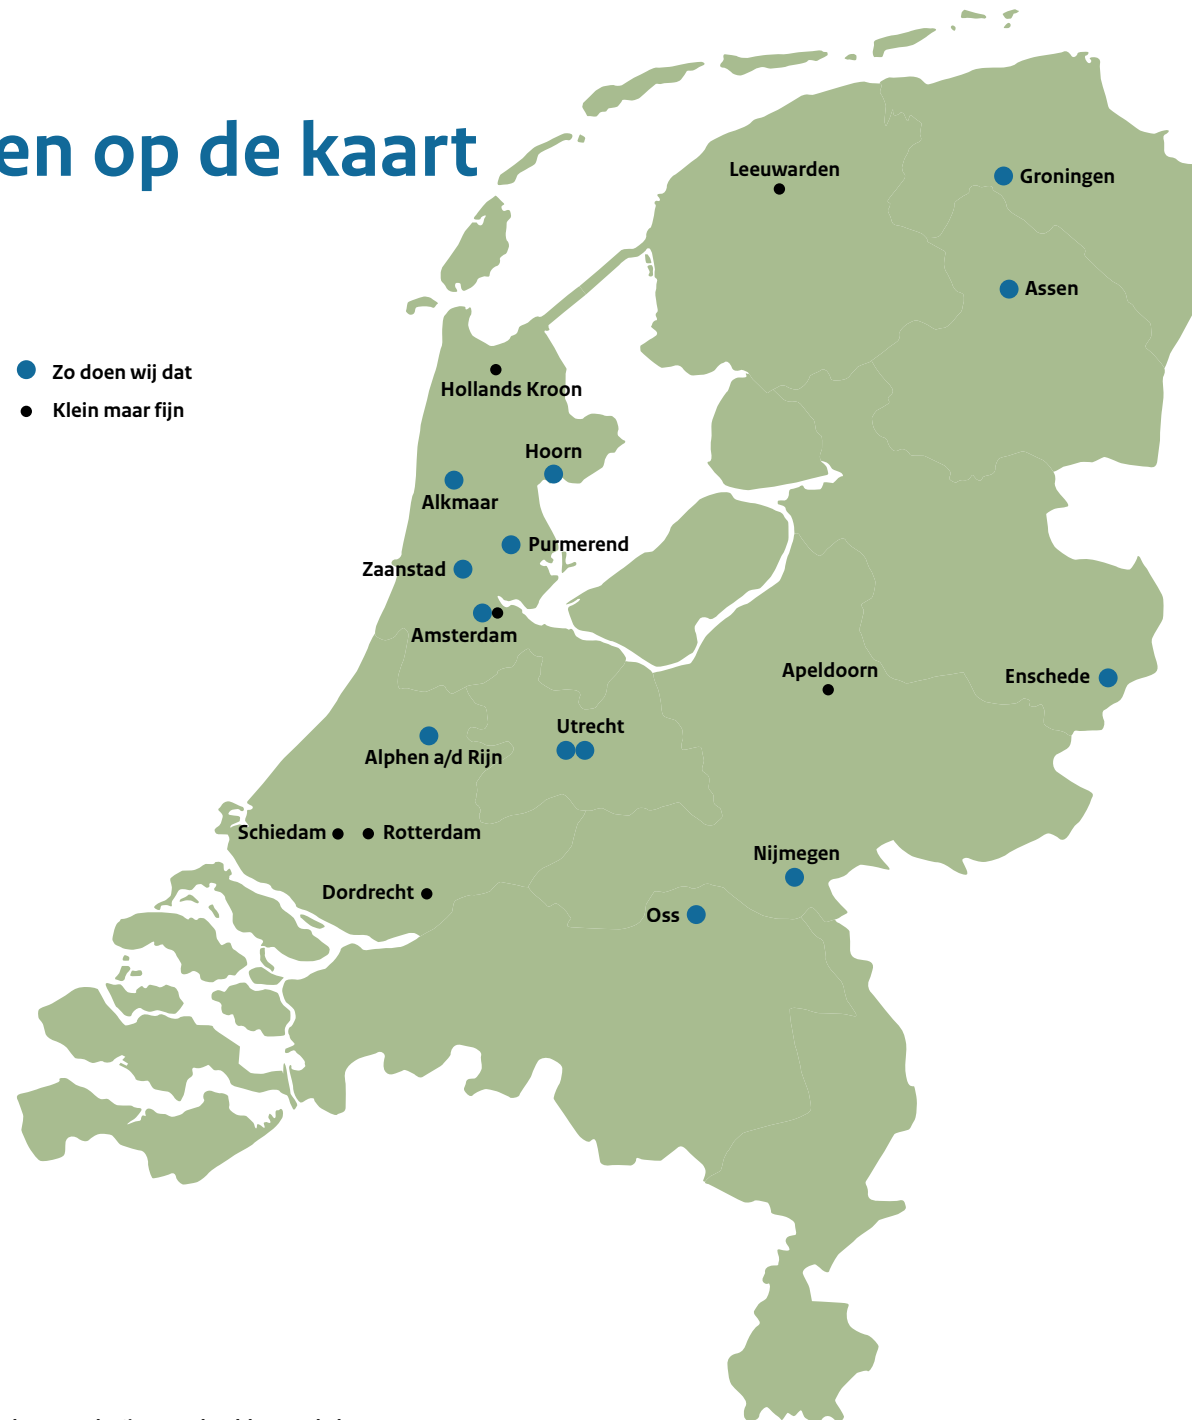 en op de kaart
Leeuwarden
Groningen
Assen
Zo doen wij dat
Klein maar fijn
Hollands Kroon
Hoorn
Alkmaar
Purmerend
Zaanstad
Amsterdam
Apeldoorn
Enschede
Utrecht
Alphen a/d Rijn
Schiedam
Rotterdam
Nijmegen
Dordrecht
Oss